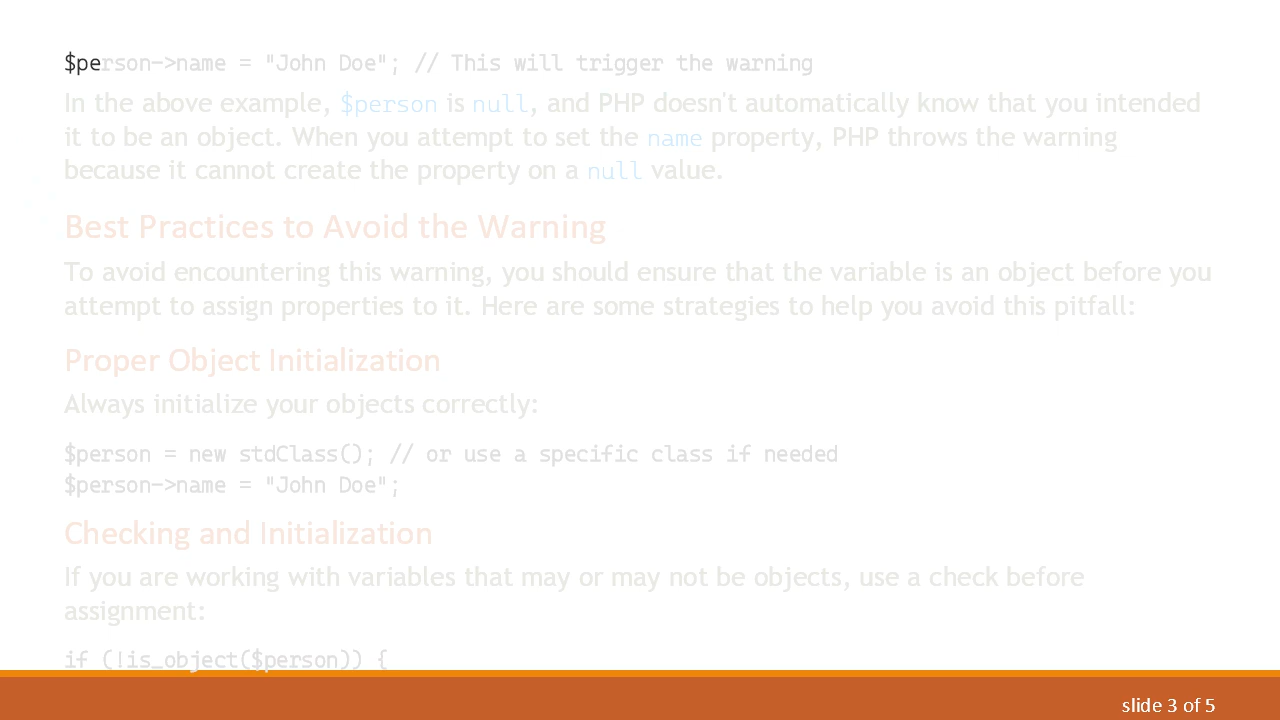 $person->name = "John Doe"; // This will trigger the warning
In the above example, $person is null, and PHP doesn't automatically know that you intended
it to be an object. When you attempt to set the name property, PHP throws the warning
because it cannot create the property on a null value.
Best Practices to Avoid the Warning
To avoid encountering this warning, you should ensure that the variable is an object before you
attempt to assign properties to it. Here are some strategies to help you avoid this pitfall:
Proper Object Initialization
Always initialize your objects correctly:
$person = new stdClass(); // or use a specific class if needed
$person->name = "John Doe";
Checking and Initialization
If you are working with variables that may or may not be objects, use a check before
assignment:
if (!is_object($person)) {
slide 3 of 5